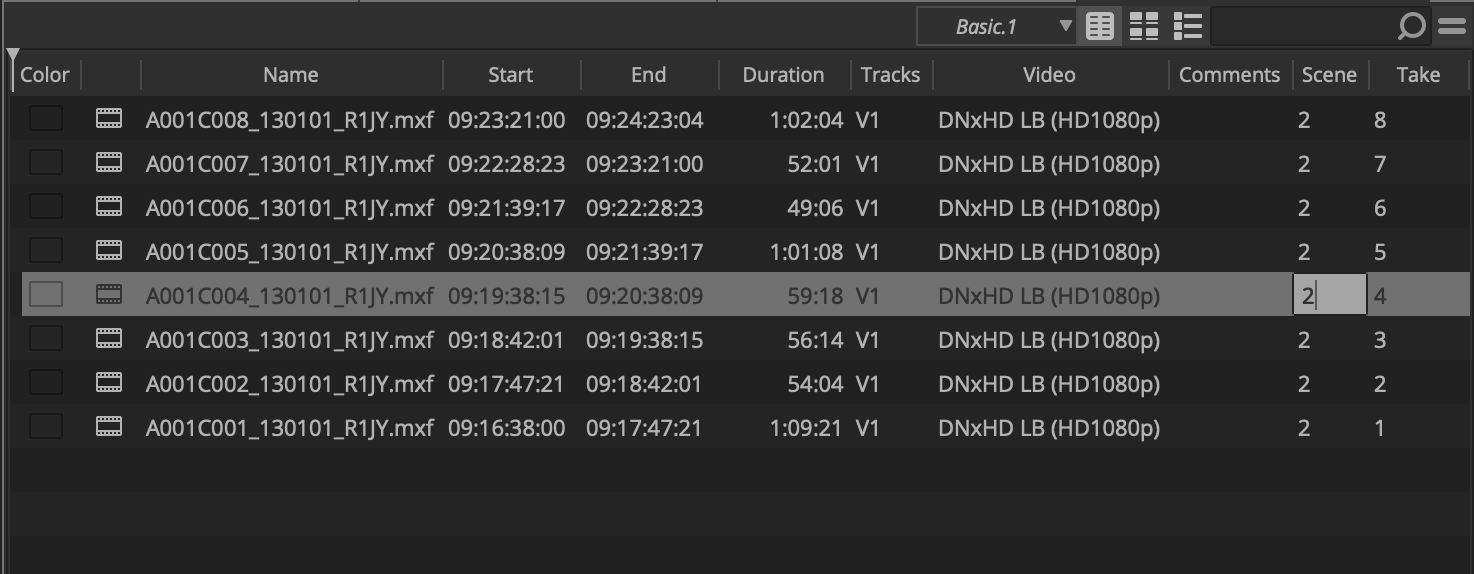 Basic.1
Color Name Start End Duration Tracks Video Comments Scene Take
A001C008_130101_R1JY.mxf 09:23:21:00 09:24:23:04 1:02:04 V1 DNxHD LB (HD1080p) 2 8
A001C007_130101_R1JY.mxf 09:22:28:23 09:23:21:00 52:01 V1 DNxHD LB (HD1080p) 2 7
A001C006_130101_R1JY.mxf 09:21:39:17 09:22:28:23 49:06 V1 DNxHD LB (HD1080p) 2 6
A001C005_130101_R1JY.mxf 09:20:38:09 09:21:39:17 1:01:08 V1 DNxHD LB (HD1080p) 2 5
A001C004_130101_R1JY.mxf 09:19:38:15 09:20:38:09 59:18 V1 DNxHD LB (HD1080p) 2 4
A001C003_130101_R1JY.mxf 09:18:42:01 09:19:38:15 56:14 V1 DNxHD LB (HD1080p) 2 3
A001C002_130101_R1JY.mxf 09:17:47:21 09:18:42:01 54:04 V1 DNxHD LB (HD1080p) 2 2
A001C001_130101_R1JY.mxf 09:16:38:00 09:17:47:21 1:09:21 V1 DNxHD LB (HD1080p) 2 1